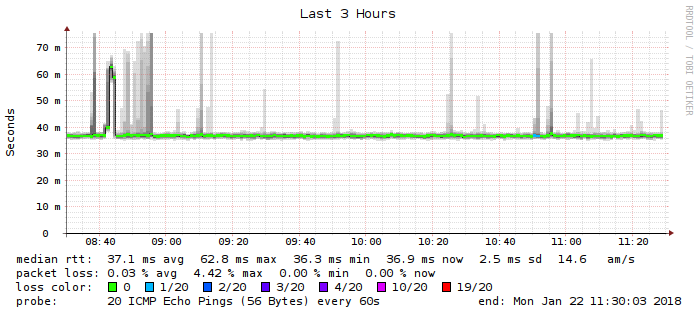 Last 3 Hours
RRDTOOL / TOBI OETIKER
Seconds
70 m
60 m
50 m
40 m
30 m
20 m
10 m
0
08:40 09:00 09:20 09:40 10:00 10:20 10:40 11:00 11:20
median rtt: 37.1 ms avg 62.8 ms max 36.3 ms min 36.9 ms now 2.5 ms sd 14.6 am/s
packet loss: 0.03 % avg 4.42 % max 0.00 % min 0.00 % now
loss color: 0 1/20 2/20 3/20 4/20 10/20 19/20
probe: 20 ICMP Echo Pings (56 Bytes) every 60s end: Mon Jan 22 11:30:03 2018